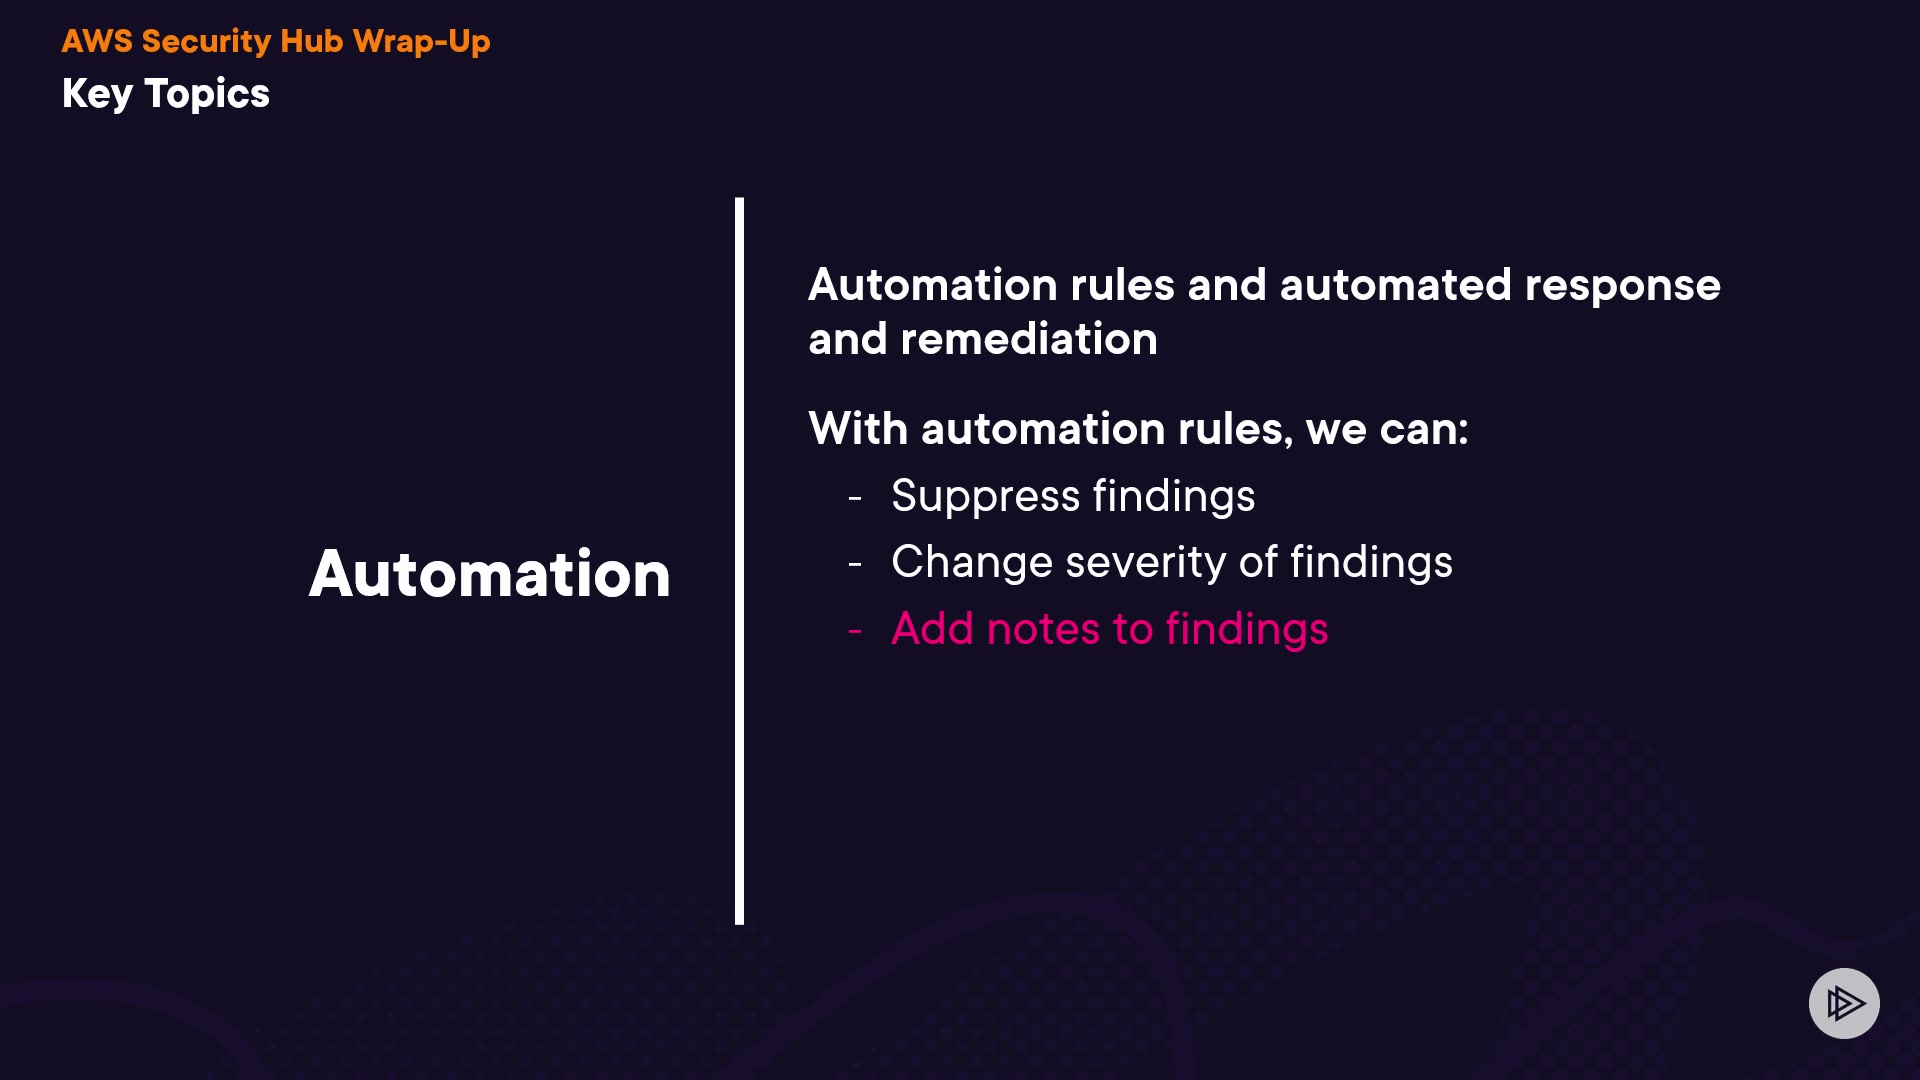 AWS Security Hub Wrap-Up
Key Topics
Automation
Automation rules and automated response
and remediation
With automation rules, we can:
- Suppress findings
- Change severity of findings
- Add notes to findings